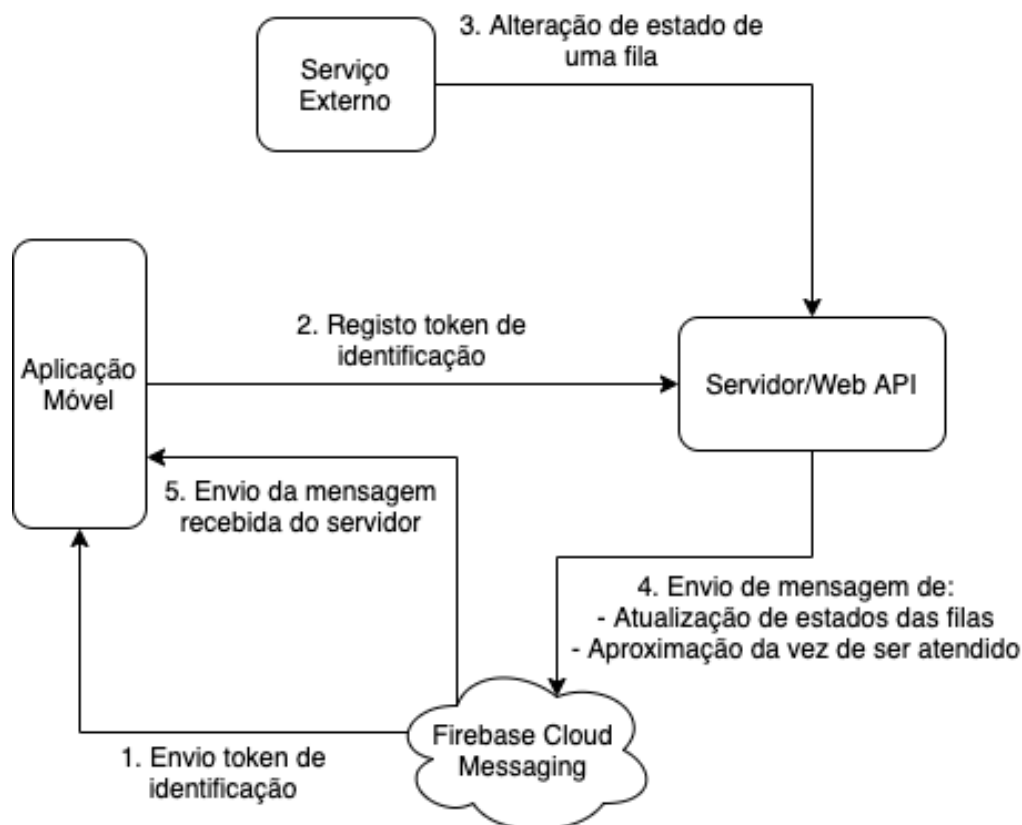 3. Alteração de estado de
uma fila
Serviço
Externo
2. Registo token de
identificação
Aplicação
Móvel
Servidor/Web API
5. Envio da mensagem
recebida do servidor
4. Envio de mensagem de:
- Atualização de estados das filas
- Aproximação da vez de ser atendido
Firebase Cloud
Messaging
1. Envio token de
identificação